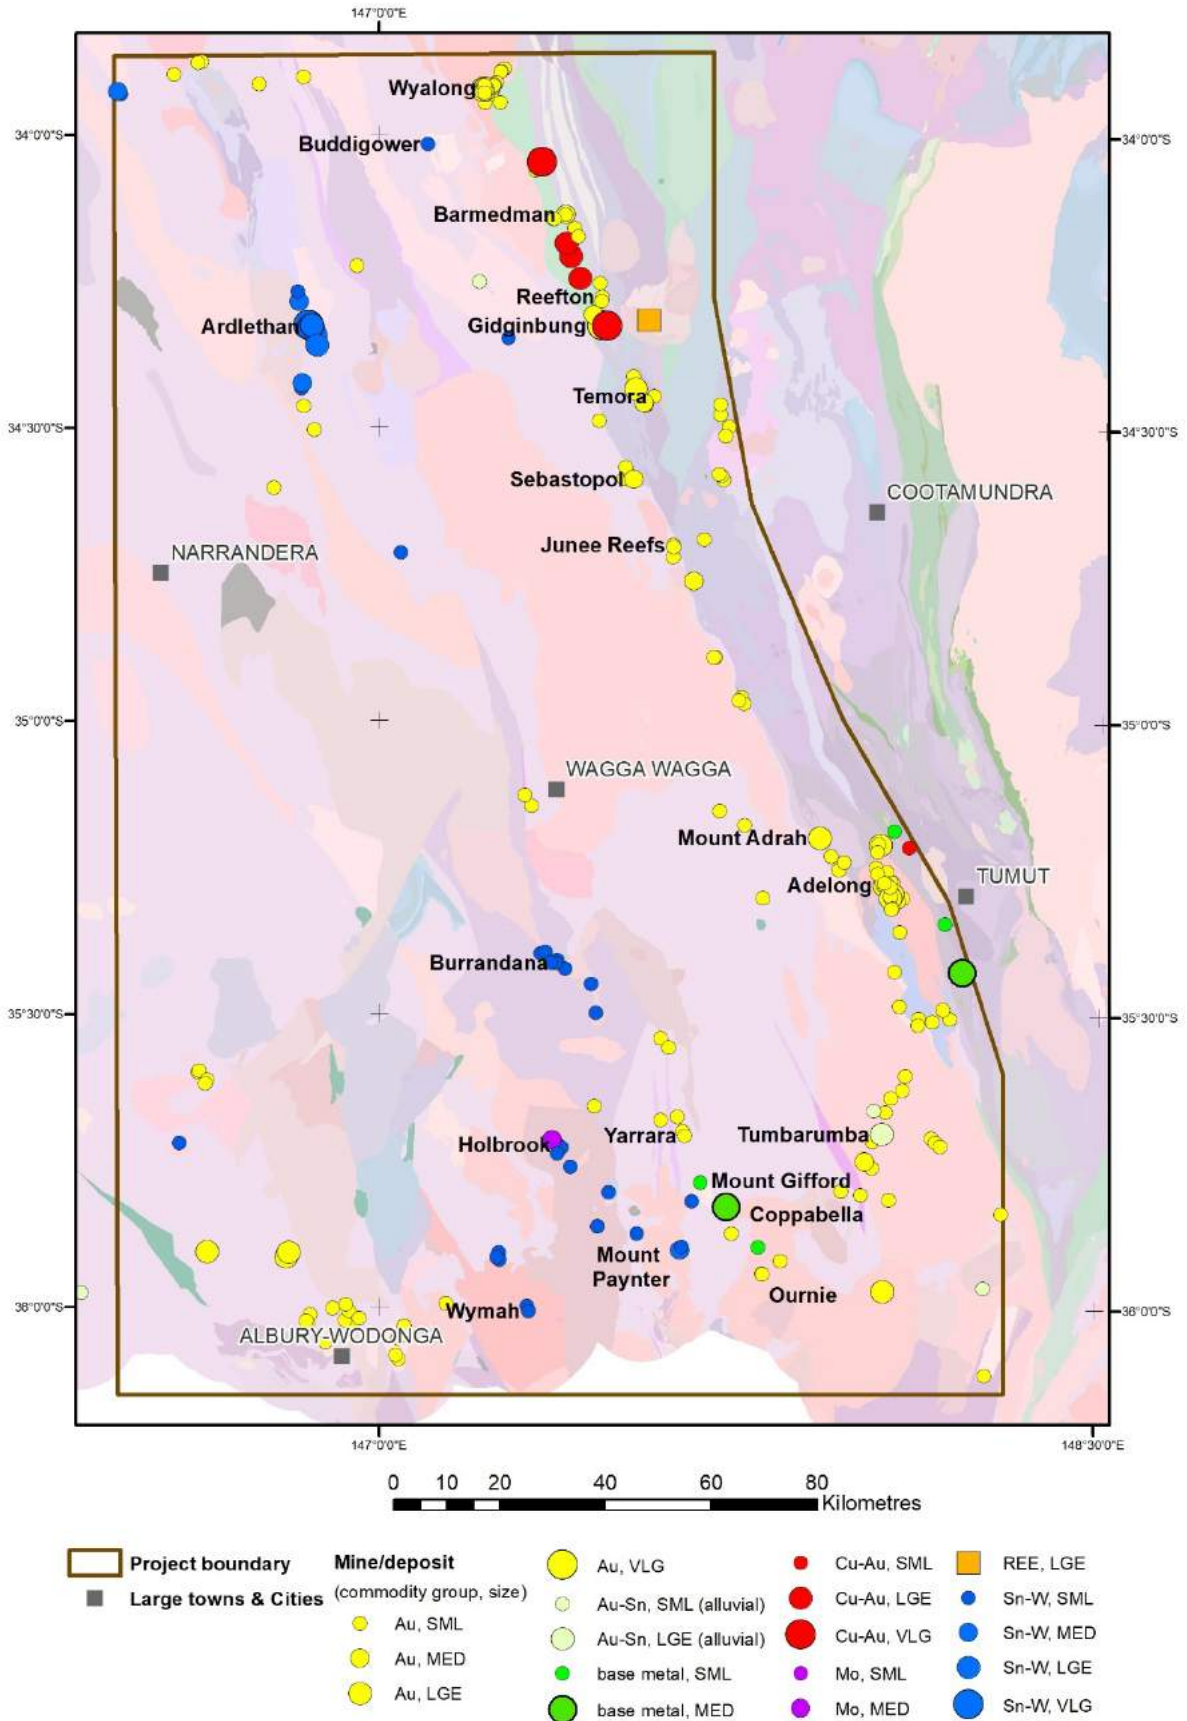 147°0'0"E
Wyalong
34°0'0"S
34°0'0"S
Buddigower
Barmedman
Reefton
Ardlethan
Gidginbung
Temora
34°30'0"S
34°30'0"S
Sebastopol
COOTAMUNDRA
Junee Reefs
NARRANDERA
35°0'0"S
35°0'0"S
WAGGA WAGGA
Mount Adrah
Adelong
TUMUT
Burrandana
35°30'0"S
35°30'0"S
Holbrook
Yarrara
Tumbarumba
Mount Gifford
Coppabella
Mount
Paynter
Ournie
36°0'0"S
Wymah
36°0'0"S
ALBURY-WODONGA
147°0'0"E
148°30'0"E
0 10 20 40 60 80
Kilometres
Project boundary
Large towns & Cities
Mine/deposit
(commodity group, size)
Au, SML
Au, MED
Au, LGE
Au, VLG
Au-Sn, SML (alluvial)
Au-Sn, LGE (alluvial)
base metal, SML
base metal, MED
Cu-Au, SML
Cu-Au, LGE
Cu-Au, VLG
Mo, SML
Mo, MED
REE, LGE
Sn-W, SML
Sn-W, MED
Sn-W, LGE
Sn-W, VLG